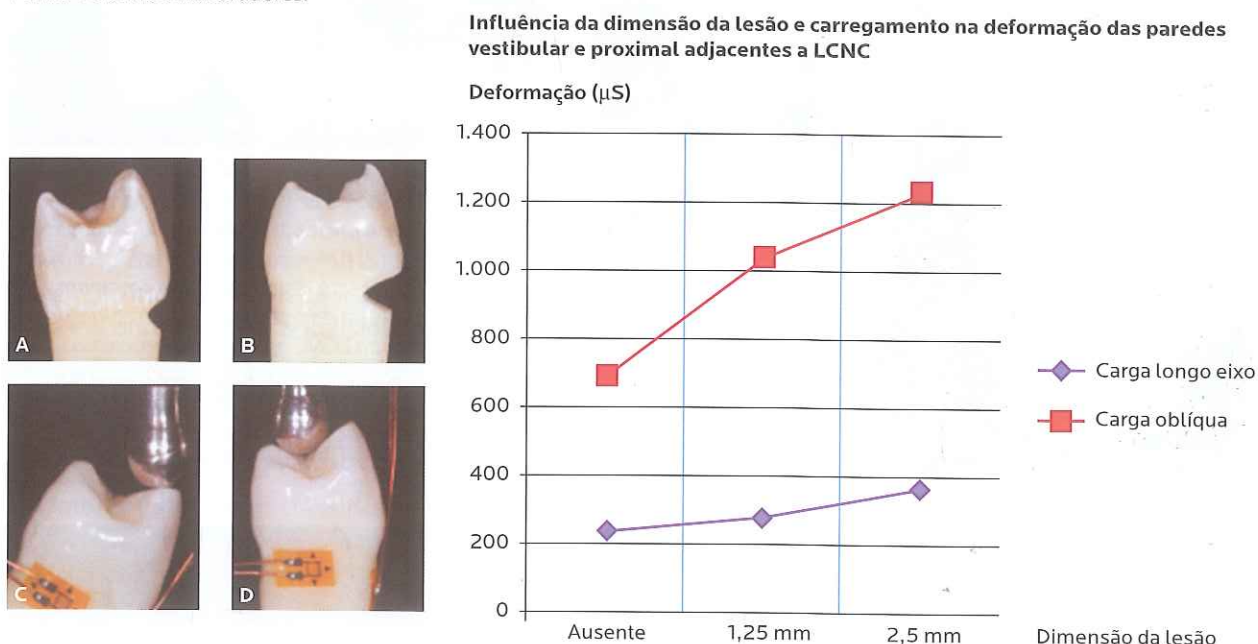 Influência da dimensão da lesão e carregamento na deformação das paredes
vestibular e proximal adjacentes a LCNC
Deformação (µS)
1.400
1.200
1.000
800
600
400
200
0
Ausente
1,25 mm
2,5 mm
Dimensão da lesão
Carga longo eixo
Carga oblíqua
A
B
C
D